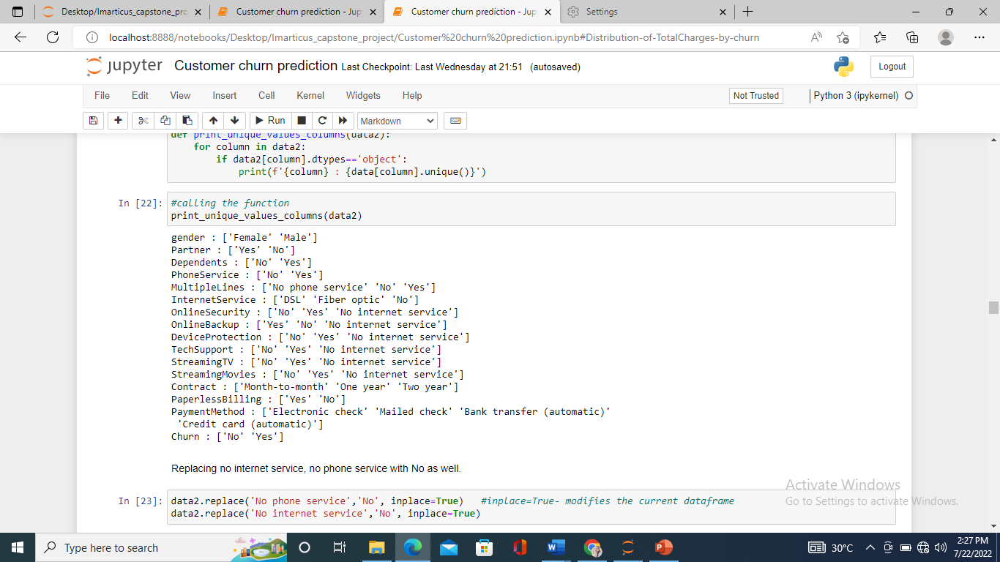 Desktop/Imarticus_capstone_pro
Customer churn prediction - Jup
Customer churn prediction - Jup
Settings
localhost:8888/notebooks/Desktop/Imarticus_capstone_project/Customer%20churn%20prediction.ipynb#Distribution-of-TotalCharges-by-churn
jupyter Customer churn prediction Last Checkpoint: Last Wednesday at 21:51 (autosaved)
Logout
File Edit View Insert Cell Kernel Widgets Help
Not Trusted
Python 3 (ipykernel)
Run
Markdown
def print_unique_values_columns(data2):
for column in data2:
if data2[column].dtypes=='object':
print(f'{column} : {data[column].unique()}')
In [22]: #calling the function
print_unique_values_columns(data2)
gender : ['Female' 'Male']
Partner : ['Yes' 'No']
Dependents : ['No' 'Yes']
PhoneService : ['No' 'Yes']
MultipleLines : ['No phone service' 'No' 'Yes']
InternetService : ['DSL' 'Fiber optic' 'No']
OnlineSecurity : ['No' 'Yes' 'No internet service']
OnlineBackup : ['Yes' 'No' 'No internet service']
DeviceProtection : ['No' 'Yes' 'No internet service']
TechSupport : ['No' 'Yes' 'No internet service']
StreamingTV : ['No' 'Yes' 'No internet service']
StreamingMovies : ['No' 'Yes' 'No internet service']
Contract : ['Month-to-month' 'One year' 'Two year']
PaperlessBilling : ['Yes' 'No']
PaymentMethod : ['Electronic check' 'Mailed check' 'Bank transfer (automatic)'
'Credit card (automatic)']
Churn : ['No' 'Yes']
Replacing no internet service, no phone service with No as well.
In [23]: data2.replace('No phone service','No', inplace=True) #inplace=True- modifies the current dataframe
data2.replace('No internet service','No', inplace=True)
Activate Windows
Go to Settings to activate Windows.
Type here to search
30°C
2:27 PM
7/22/2022